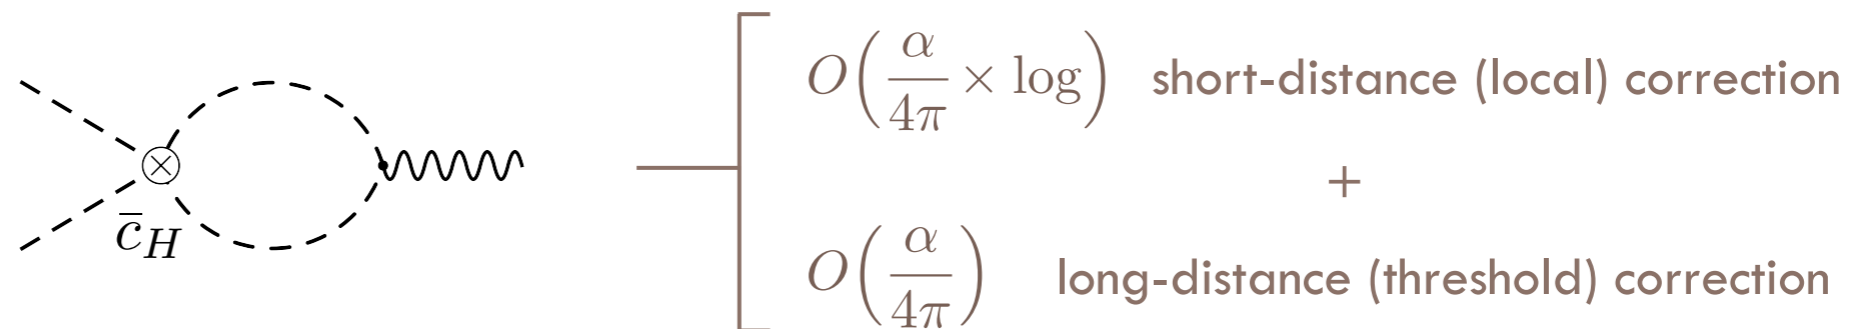 O(α/4π × log) short-distance (local) correction
+
c̄_H
O(α/4π) long-distance (threshold) correction